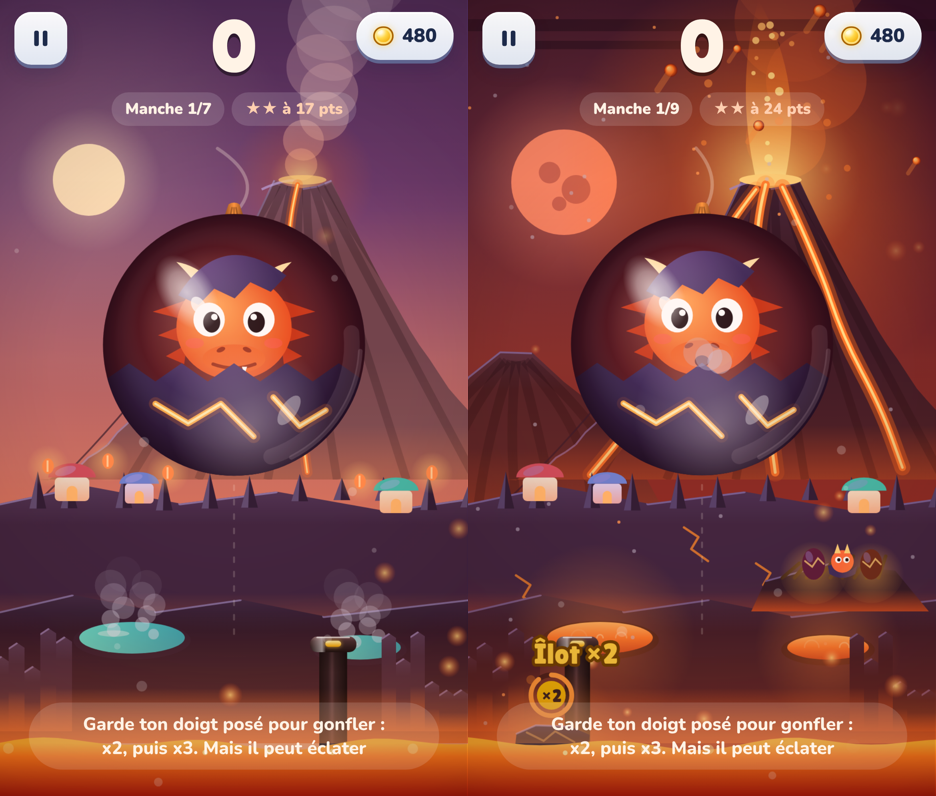 0
480
Manche 1/7
★★ à 17 pts
Garde ton doigt posé pour gonfler :
x2, puis x3. Mais il peut éclater
0
480
Manche 1/9
★★ à 24 pts
Îlot ×2
×2
Garde ton doigt posé pour gonfler :
x2, puis x3. Mais il peut éclater